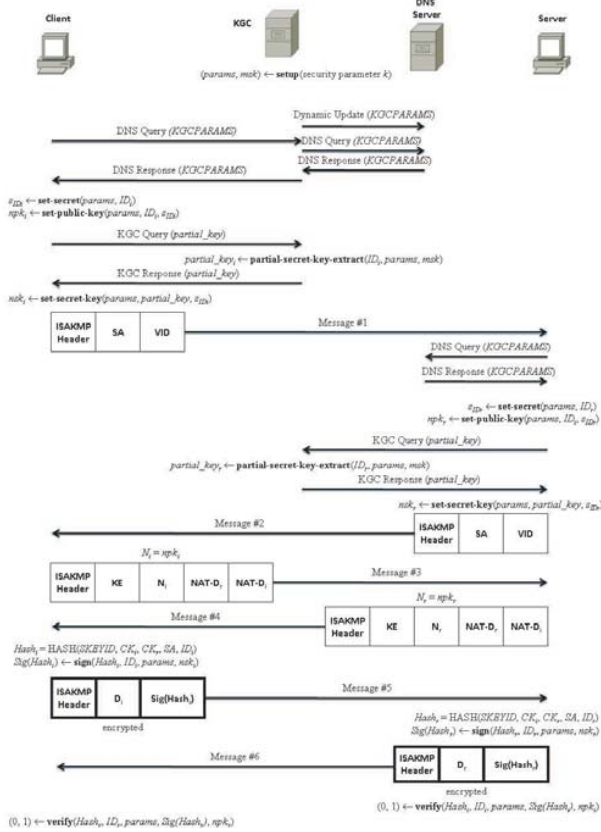 Client
KGC
DNS
Server
Server
(params, msk) ← setup(security parameter k)
Dynamic Update (KGCPARAMS)
DNS Query (KGCPARAMS)
DNS Query (KGCPARAMS)
DNS Response (KGCPARAMS)
DNS Response (KGCPARAMS)
s_IDi ← set-secret(params, ID_i)
npk_i ← set-public-key(params, ID_i, s_IDi)
KGC Query (partial_key)
partial_key_i ← partial-secret-key-extract(ID_i, params, msk)
KGC Response (partial_key)
nsk_i ← set-secret-key(params, partial_key, s_IDi)
ISAKMP Header SA VID
Message #1
DNS Query (KGCPARAMS)
DNS Response (KGCPARAMS)
s_IDr ← set-secret(params, ID_r)
npk_r ← set-public-key(params, ID_r, s_IDr)
KGC Query (partial_key)
partial_key_r ← partial-secret-key-extract(ID_r, params, msk)
KGC Response (partial_key)
nsk_r ← set-secret-key(params, partial_key, s_IDr)
Message #2
ISAKMP Header SA VID
N_i = npk_i
ISAKMP Header KE N_i NAT-D_r NAT-D_i
Message #3
N_r = npk_r
Message #4
ISAKMP Header KE N_r NAT-D_r NAT-D_i
Hash_i = HASH(SKEYID, CK_i, CK_r, SA, ID_i)
Sig(Hash_i) ← sign(Hash_i, ID_i, params, nsk_i)
ISAKMP Header D_i Sig(Hash_i)
Message #5
encrypted
Hash_r = HASH(SKEYID, CK_r, CK_i, SA, ID_r)
Sig(Hash_r) ← sign(Hash_r, ID_r, params, nsk_r)
Message #6
ISAKMP Header D_r Sig(Hash_r)
encrypted
(0, 1) ← verify(Hash_i, ID_i, params, Sig(Hash_i), npk_i)
(0, 1) ← verify(Hash_r, ID_r, params, Sig(Hash_r), npk_r)